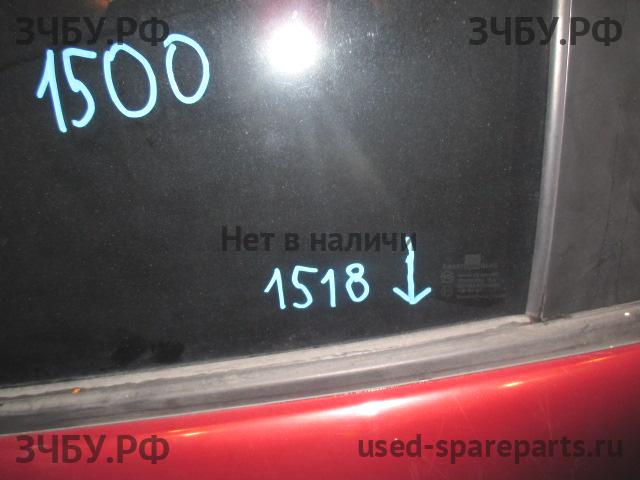 ЗЧБУ.РФ ЗЧБУ.РФ
1500
Нет в наличи
1518
ЗЧБУ.РФ used-spareparts.ru